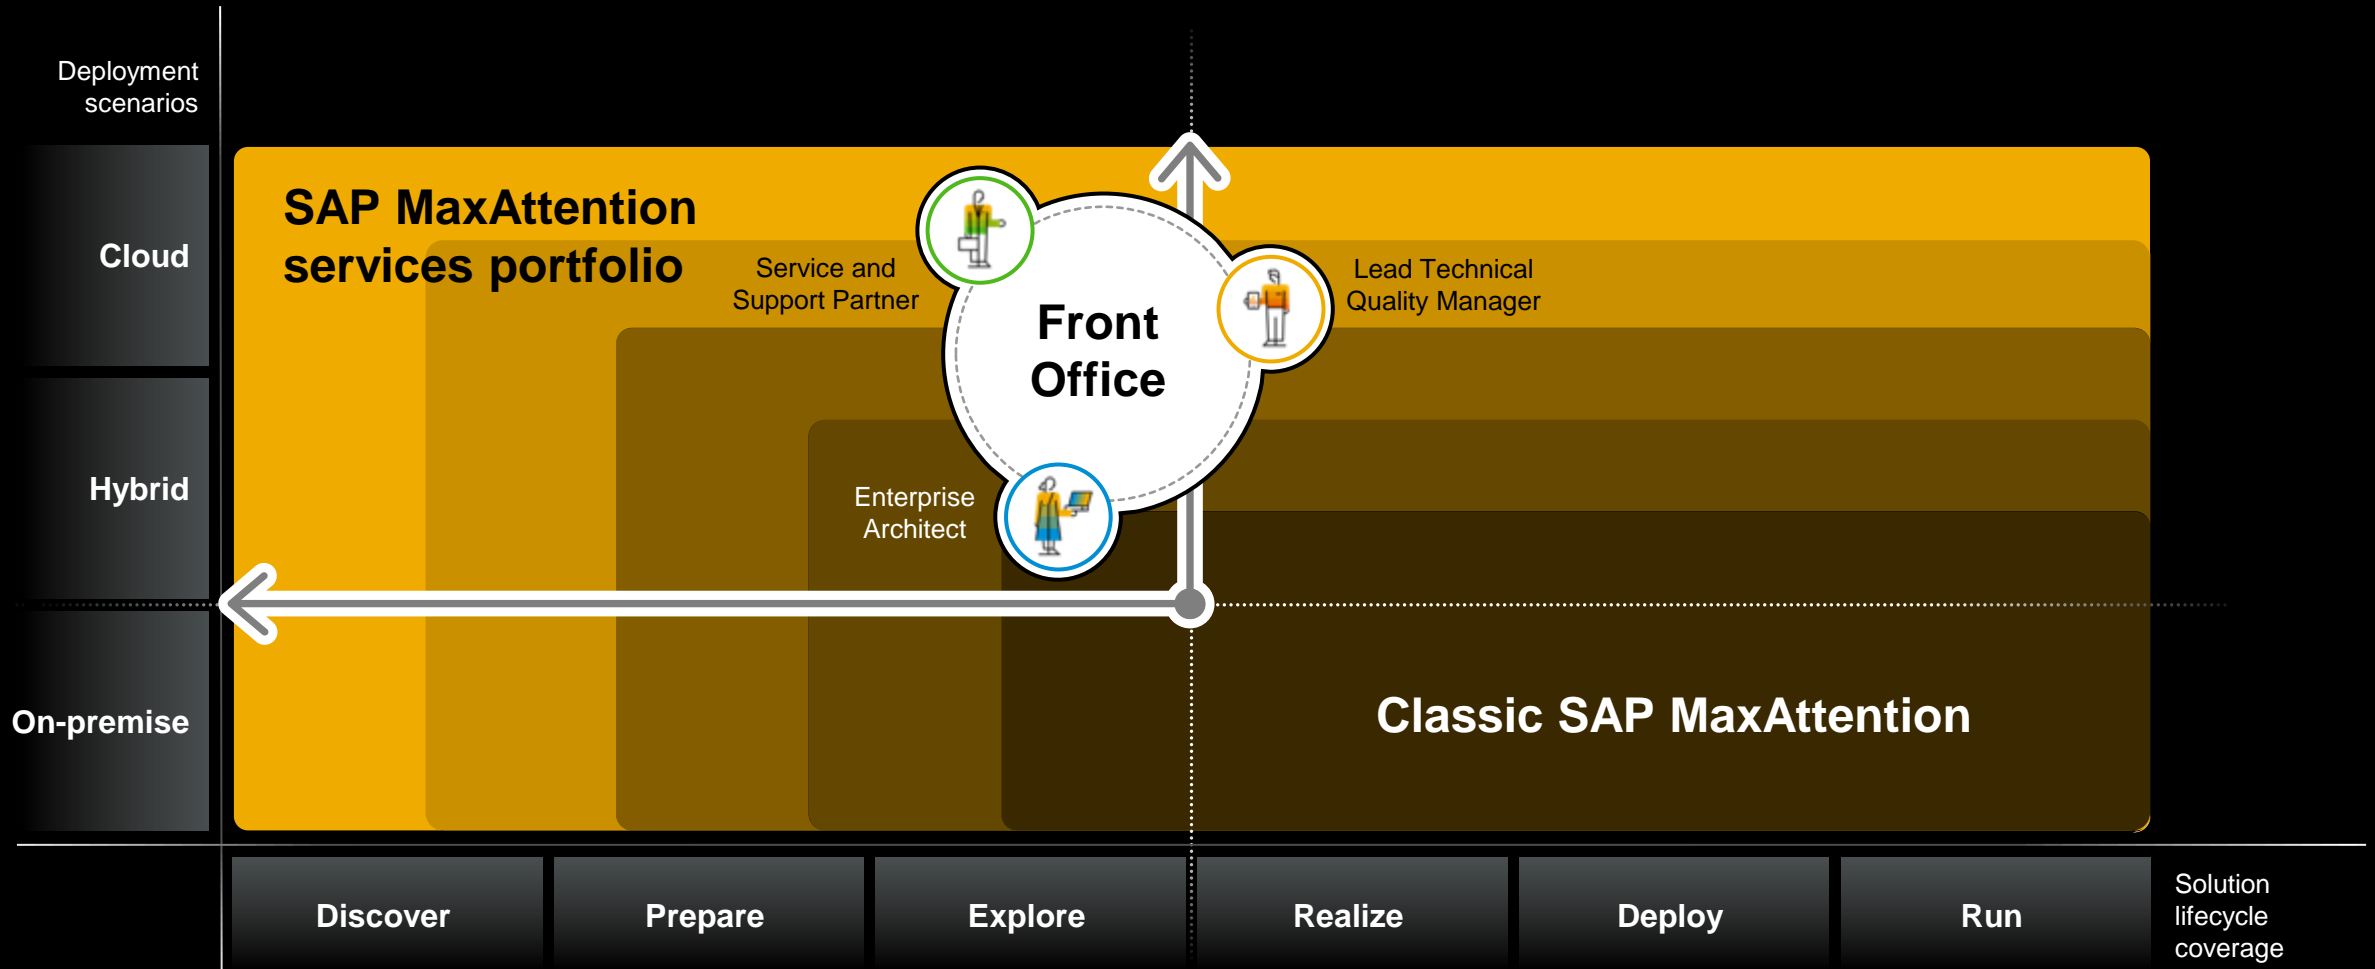 Deployment
scenarios
Cloud
Hybrid
On-premise
SAP MaxAttention
services portfolio
Service and
Support Partner
Front
Office
Lead Technical
Quality Manager
Enterprise
Architect
Classic SAP MaxAttention
Discover
Prepare
Explore
Realize
Deploy
Run
Solution
lifecycle
coverage